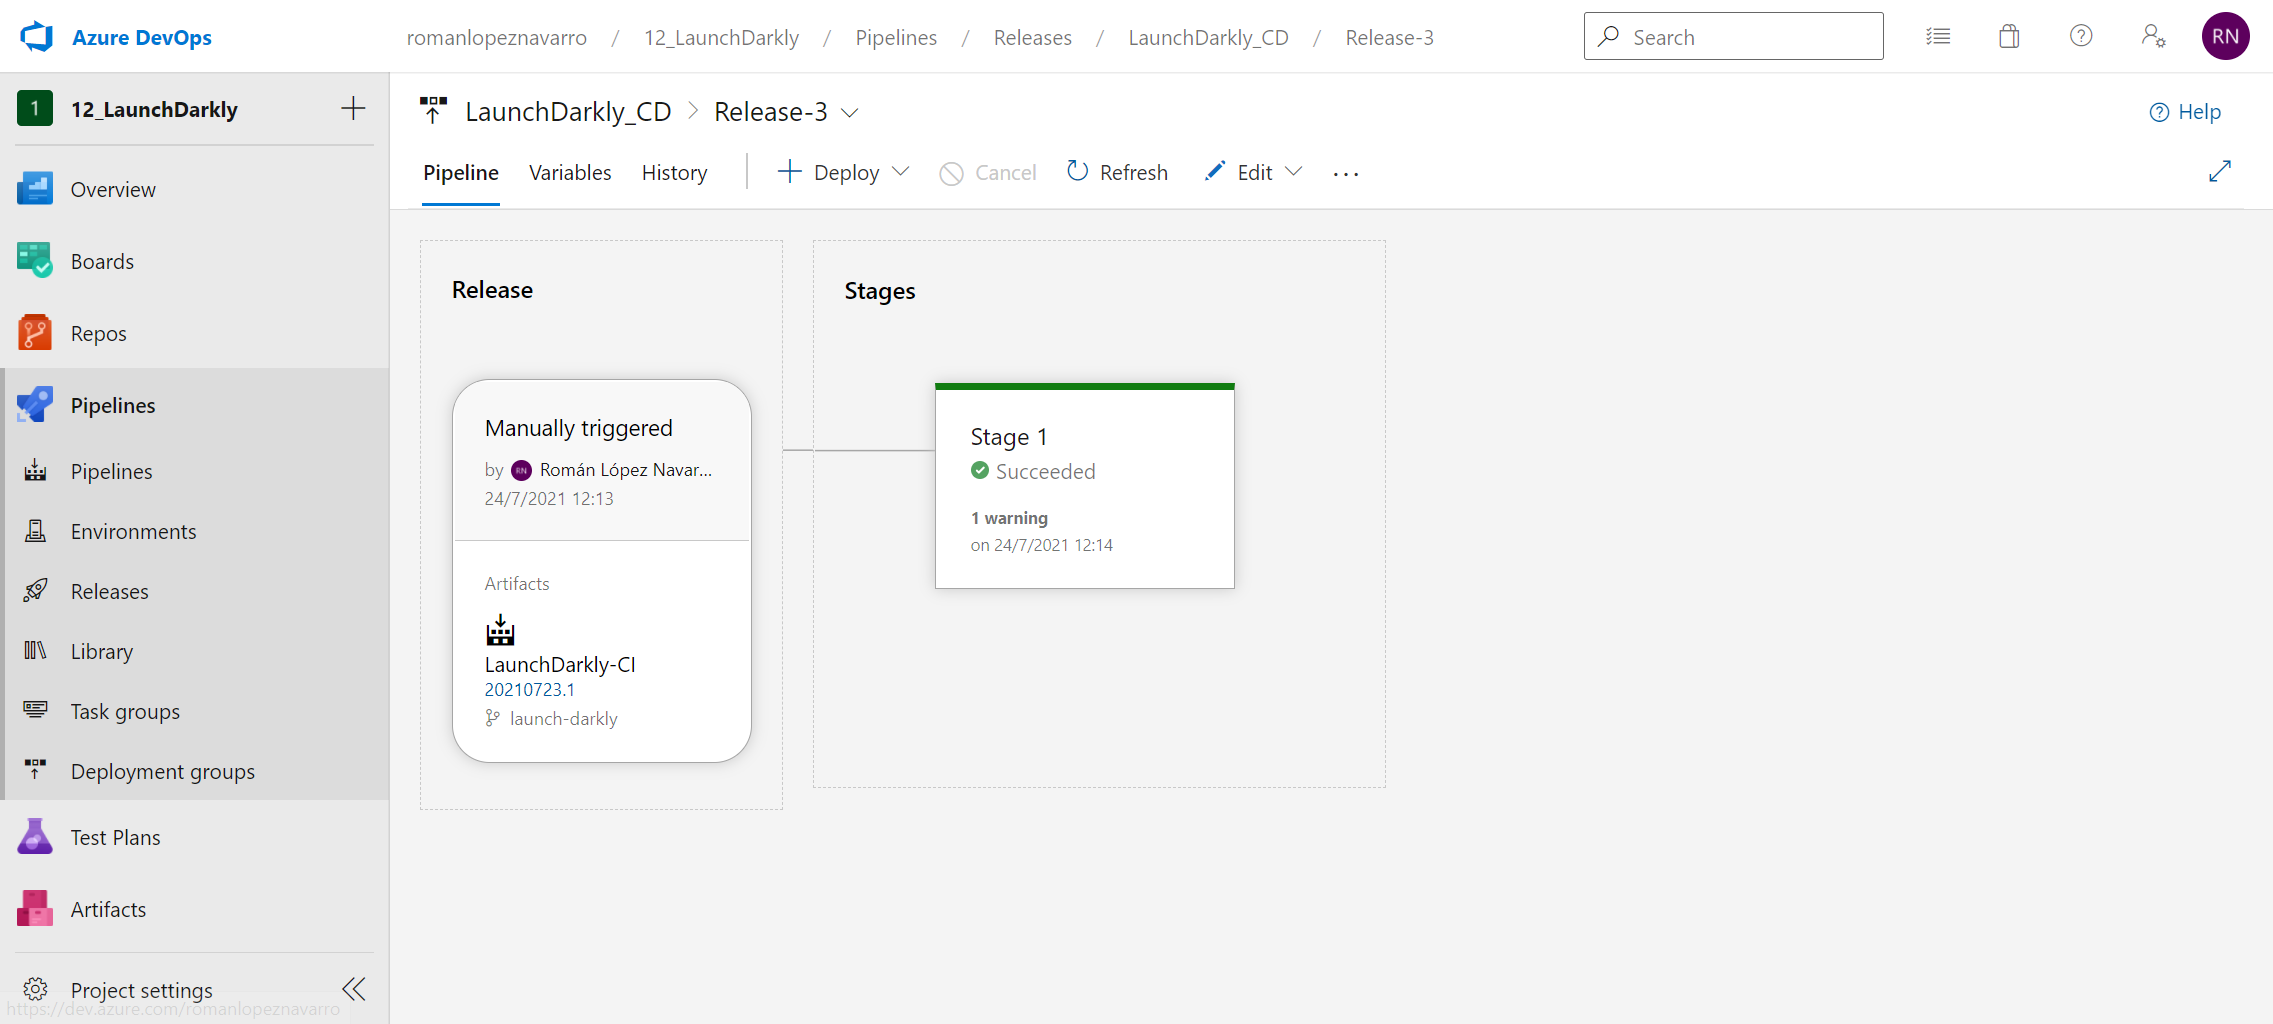 Azure DevOps
romanlopeznavarro / 12_LaunchDarkly / Pipelines / Releases / LaunchDarkly_CD / Release-3
Search
RN
1 12_LaunchDarkly
LaunchDarkly_CD Release-3
Help
Pipeline Variables History Deploy Cancel Refresh Edit ...
Overview
Boards
Repos
Pipelines
Pipelines
Environments
Releases
Library
Task groups
Deployment groups
Test Plans
Artifacts
Project settings
https://dev.azure.com/romanlopeznavarro
Release
Manually triggered
by RN Román López Navar...
24/7/2021 12:13
Artifacts
LaunchDarkly-CI
20210723.1
launch-darkly
Stages
Stage 1
Succeeded
1 warning
on 24/7/2021 12:14